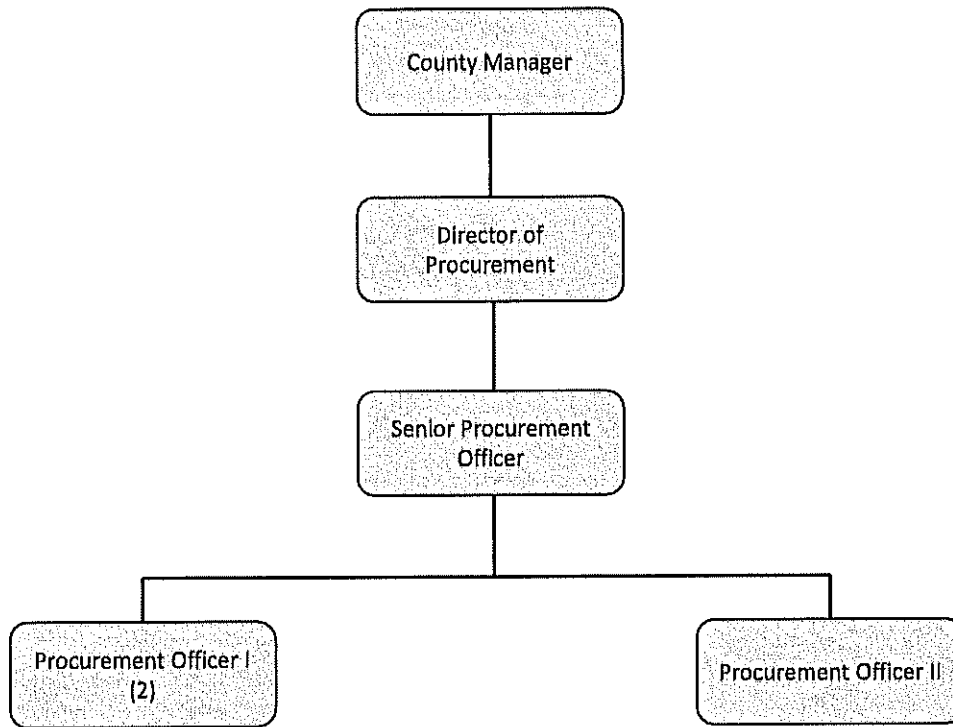 County Manager
Director of
Procurement
Senior Procurement
Officer
Procurement Officer I
(2)
Procurement Officer II